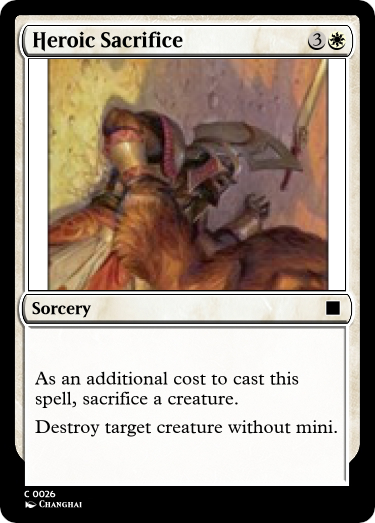 Heroic Sacrifice 3
Sorcery
As an additional cost to cast this
spell, sacrifice a creature.
Destroy target creature without mini.
C 0026
Changhai